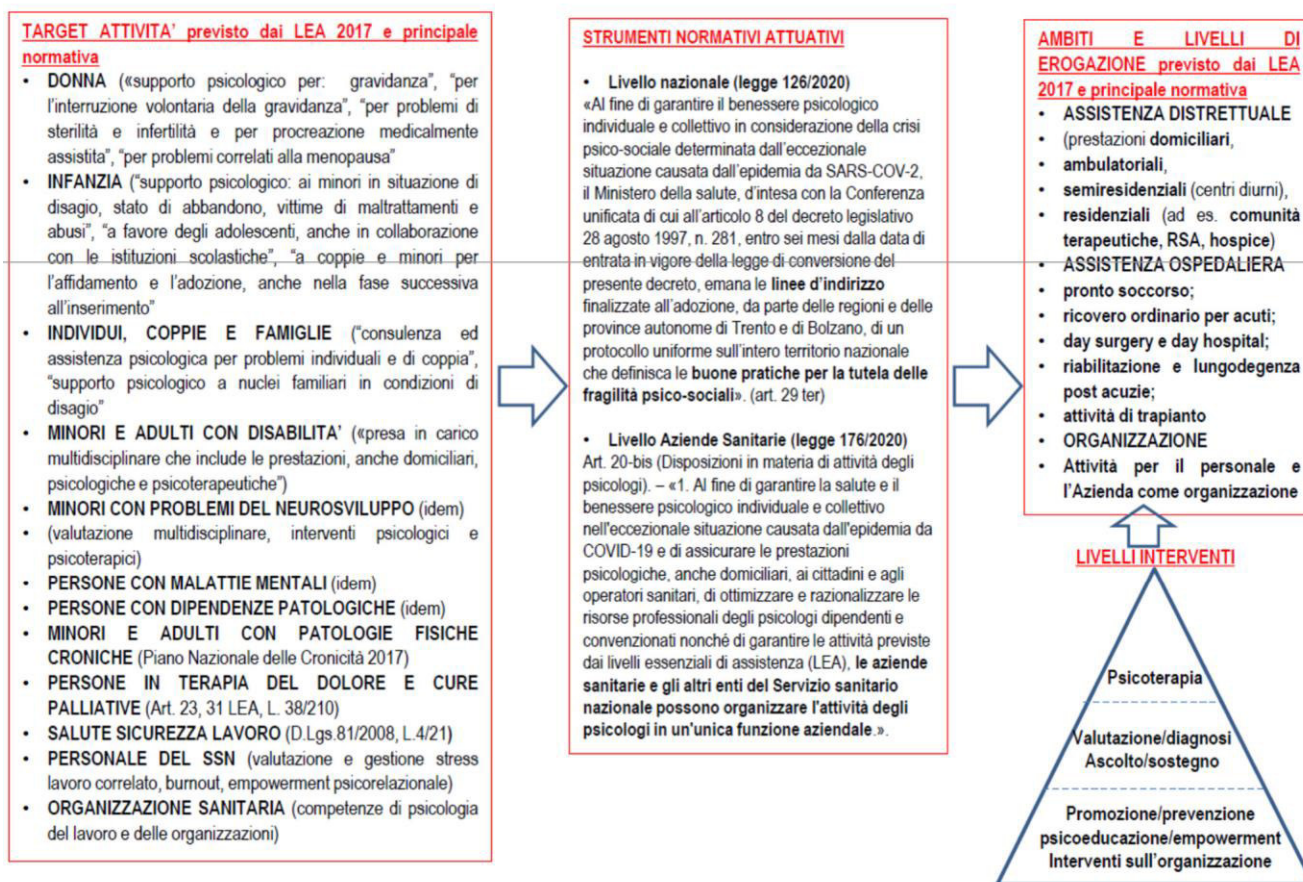 TARGET ATTIVITA' previsto dai LEA 2017 e principale
normativa
• DONNA («supporto psicologico per: gravidanza", "per
l'interruzione volontaria della gravidanza", "per problemi di
sterilità e infertilità e per procreazione medicalmente
assistita", "per problemi correlati alla menopausa"
• INFANZIA ("supporto psicologico: ai minori in situazione di
disagio, stato di abbandono, vittime di maltrattamenti e
abusi", "a favore degli adolescenti, anche in collaborazione
con le istituzioni scolastiche", "a coppie e minori per
l'affidamento e l'adozione, anche nella fase successiva
all'inserimento"
• INDIVIDUI, COPPIE E FAMIGLIE ("consulenza ed
assistenza psicologica per problemi individuali e di coppia",
"supporto psicologico a nuclei familiari in condizioni di
disagio"
• MINORI E ADULTI CON DISABILITA' («presa in carico
multidisciplinare che include le prestazioni, anche domiciliari,
psicologiche e psicoterapeutiche")
• MINORI CON PROBLEMI DEL NEUROSVILUPPO (idem)
• (valutazione multidisciplinare, interventi psicologici e
psicoterapici)
• PERSONE CON MALATTIE MENTALI (idem)
• PERSONE CON DIPENDENZE PATOLOGICHE (idem)
• MINORI E ADULTI CON PATOLOGIE FISICHE
CRONICHE (Piano Nazionale delle Cronicità 2017)
• PERSONE IN TERAPIA DEL DOLORE E CURE
PALLIATIVE (Art. 23, 31 LEA, L. 38/210)
• SALUTE SICUREZZA LAVORO (D.Lgs.81/2008, L.4/21)
• PERSONALE DEL SSN (valutazione e gestione stress
lavoro correlato, burnout, empowerment psicorelazionale)
• ORGANIZZAZIONE SANITARIA (competenze di psicologia
del lavoro e delle organizzazioni)
STRUMENTI NORMATIVI ATTUATIVI
• Livello nazionale (legge 126/2020)
«Al fine di garantire il benessere psicologico
individuale e collettivo in considerazione della crisi
psico-sociale determinata dall'eccezionale
situazione causata dall'epidemia da SARS-COV-2,
il Ministero della salute, d'intesa con la Conferenza
unificata di cui all'articolo 8 del decreto legislativo
28 agosto 1997, n. 281, entro sei mesi dalla data di
entrata in vigore della legge di conversione del
presente decreto, emana le linee d'indirizzo
finalizzate all'adozione, da parte delle regioni e delle
province autonome di Trento e di Bolzano, di un
protocollo uniforme sull'intero territorio nazionale
che definisca le buone pratiche per la tutela delle
fragilità psico-sociali». (art. 29 ter)
• Livello Aziende Sanitarie (legge 176/2020)
Art. 20-bis (Disposizioni in materia di attività degli
psicologi). – «1. Al fine di garantire la salute e il
benessere psicologico individuale e collettivo
nell'eccezionale situazione causata dall'epidemia da
COVID-19 e di assicurare le prestazioni
psicologiche, anche domiciliari, ai cittadini e agli
operatori sanitari, di ottimizzare e razionalizzare le
risorse professionali degli psicologi dipendenti e
convenzionati nonché di garantire le attività previste
dai livelli essenziali di assistenza (LEA), le aziende
sanitarie e gli altri enti del Servizio sanitario
nazionale possono organizzare l'attività degli
psicologi in un'unica funzione aziendale.».
AMBITI E LIVELLI DI
EROGAZIONE previsto dai LEA
2017 e principale normativa
• ASSISTENZA DISTRETTUALE
• (prestazioni domiciliari,
• ambulatoriali,
• semiresidenziali (centri diurni),
• residenziali (ad es. comunità
terapeutiche, RSA, hospice)
• ASSISTENZA OSPEDALIERA
• pronto soccorso;
• ricovero ordinario per acuti;
• day surgery e day hospital;
• riabilitazione e lungodegenza
post acuzie;
• attività di trapianto
• ORGANIZZAZIONE
• Attività per il personale e
l'Azienda come organizzazione
LIVELLI INTERVENTI
Psicoterapia
Valutazione/diagnosi
Ascolto/sostegno
Promozione/prevenzione
psicoeducazione/empowerment
Interventi sull'organizzazione